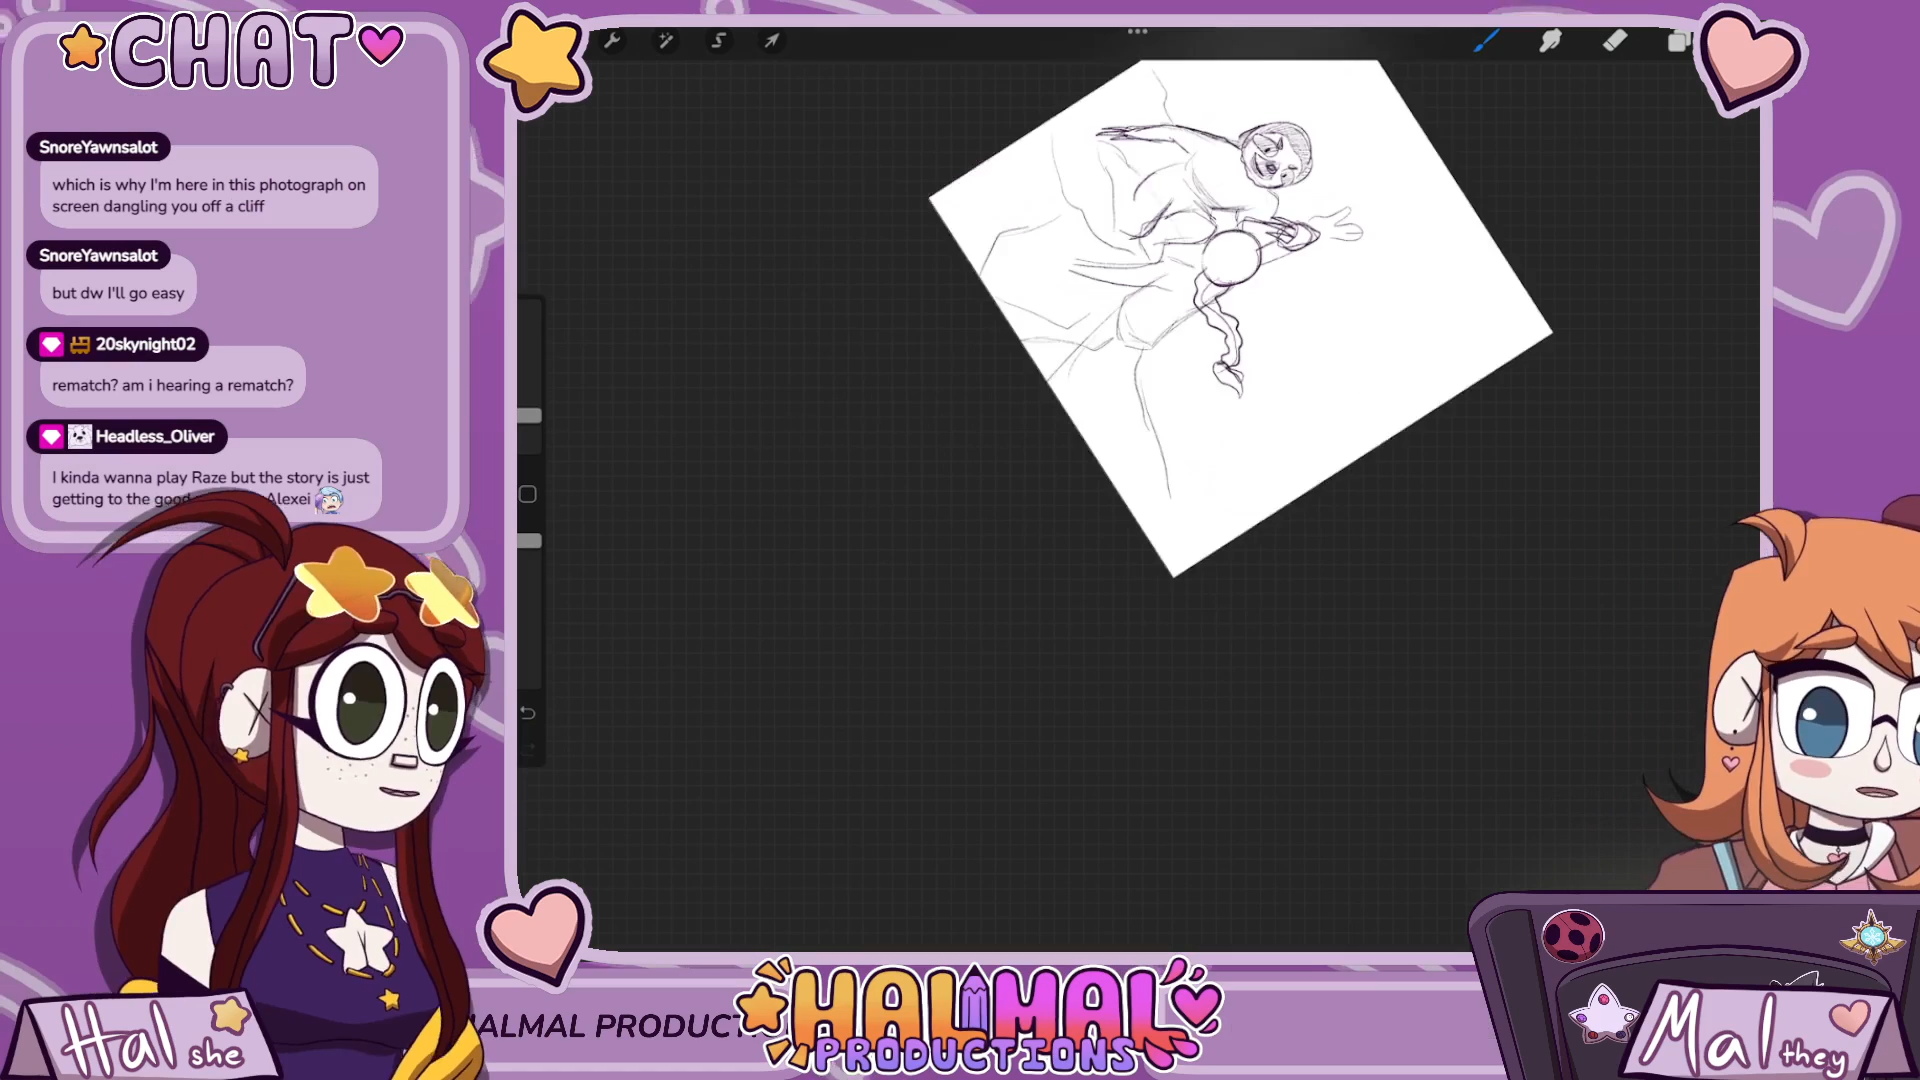 CHAT
SnoreYawnsalot
which is why I'm here in this photograph on
screen dangling you off a cliff
SnoreYawnsalot
but dw I'll go easy
20skynight02
rematch? am i hearing a rematch?
Headless_Oliver
I kinda wanna play Raze but the story is just
getting to the good Alexei
Hal she
HALMAL PRODUCT
HALMAL
PRODUCTIONS
Mal they